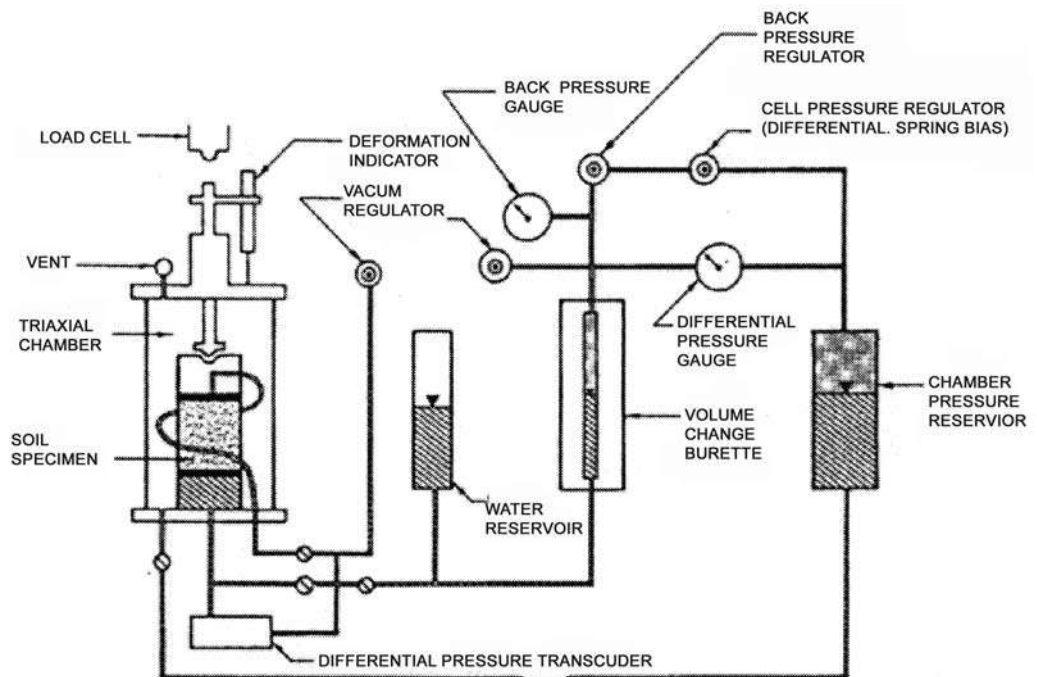 BACK
PRESSURE
REGULATOR
BACK PRESSURE
GAUGE
CELL PRESSURE REGULATOR
(DIFFERENTIAL. SPRING BIAS)
LOAD CELL
DEFORMATION
INDICATOR
VACUM
REGULATOR
VENT
TRIAXIAL
CHAMBER
DIFFERENTIAL
PRESSURE
GAUGE
CHAMBER
PRESSURE
RESERVIOR
VOLUME
CHANGE
BURETTE
SOIL
SPECIMEN
WATER
RESERVOIR
DIFFERENTIAL PRESSURE TRANSCUDER